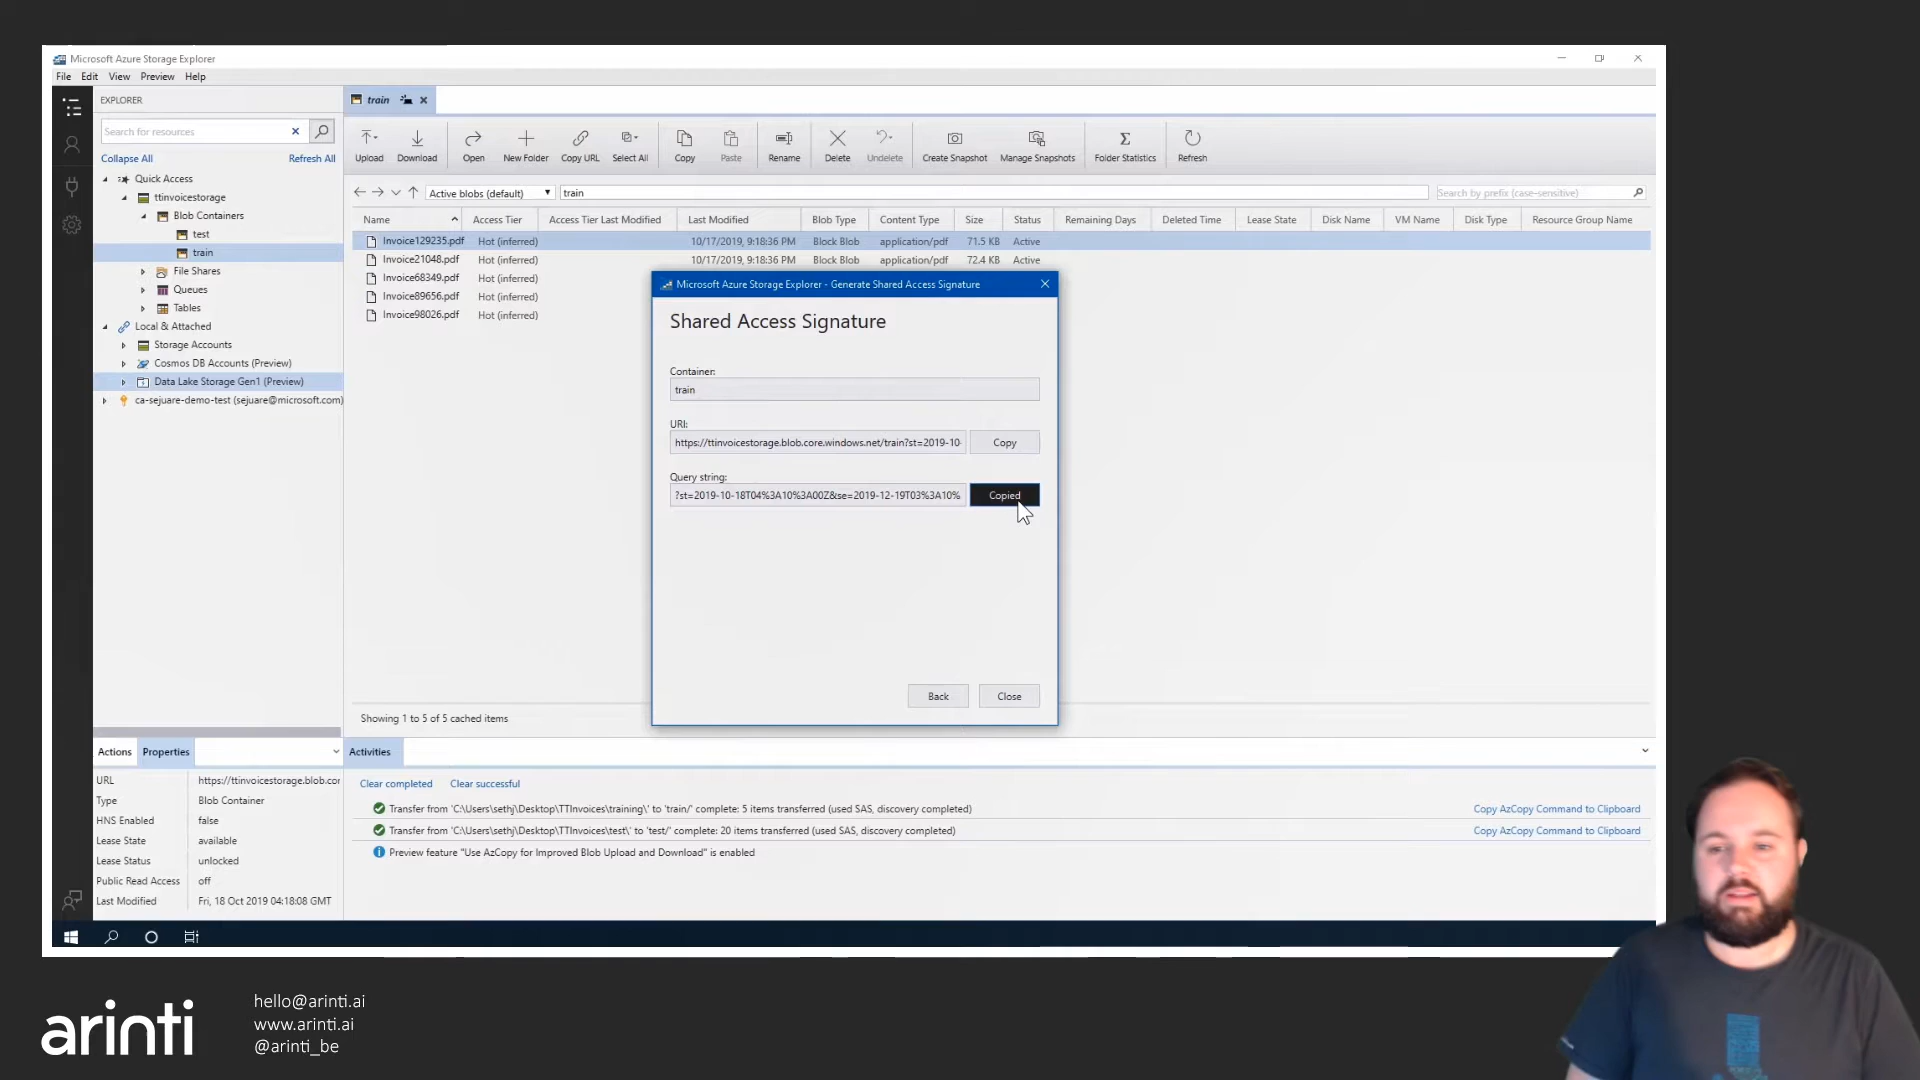 Microsoft Azure Storage Explorer
File Edit View Preview Help
EXPLORER
Search for resources
Collapse All Refresh All
Quick Access
ttinvoicestorage
Blob Containers
test
train
File Shares
Queues
Tables
Local & Attached
Storage Accounts
Cosmos DB Accounts (Preview)
Data Lake Storage Gen1 (Preview)
ca-sejuare-demo-test (sejuare@microsoft.com)
train
Upload Download Open New Folder Copy URL Select All Copy Paste Rename Delete Undelete Create Snapshot Manage Snapshots Folder Statistics Refresh
Active blobs (default) train Search by prefix (case-sensitive)
Name Access Tier Access Tier Last Modified Last Modified Blob Type Content Type Size Status Remaining Days Deleted Time Lease State Disk Name VM Name Disk Type Resource Group Name
Invoice129235.pdf Hot (inferred) 10/17/2019, 9:18:36 PM Block Blob application/pdf 71.5 KB Active
Invoice21048.pdf Hot (inferred) 10/17/2019, 9:18:36 PM Block Blob application/pdf 72.4 KB Active
Invoice68349.pdf Hot (inferred)
Invoice89656.pdf Hot (inferred)
Invoice98026.pdf Hot (inferred)
Microsoft Azure Storage Explorer - Generate Shared Access Signature
Shared Access Signature
Container:
train
URI:
https://ttinvoicestorage.blob.core.windows.net/train?st=2019-10- Copy
Query string:
?st=2019-10-18T04%3A10%3A00Z&se=2019-12-19T03%3A10% Copied
Back Close
Showing 1 to 5 of 5 cached items
Actions Properties
URL https://ttinvoicestorage.blob.cor
Type Blob Container
HNS Enabled false
Lease State available
Lease Status unlocked
Public Read Access off
Last Modified Fri, 18 Oct 2019 04:18:08 GMT
Activities
Clear completed Clear successful
Transfer from 'C:\Users\sethj\Desktop\TTInvoices\training\' to 'train/' complete: 5 items transferred (used SAS, discovery completed) Copy AzCopy Command to Clipboard
Transfer from 'C:\Users\sethj\Desktop\TTInvoices\test\' to 'test/' complete: 20 items transferred (used SAS, discovery completed) Copy AzCopy Command to Clipboard
Preview feature "Use AzCopy for Improved Blob Upload and Download" is enabled
arinti
hello@arinti.ai
www.arinti.ai
@arinti_be